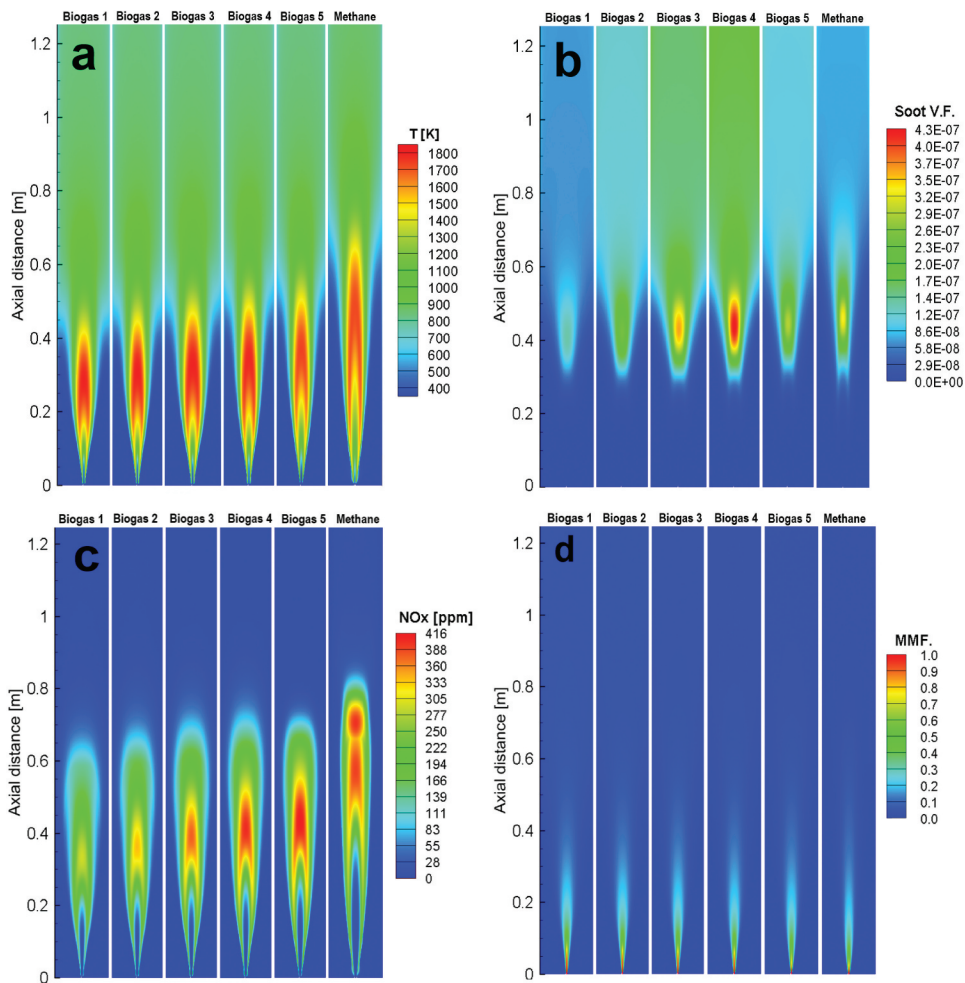 Biogas 1 Biogas 2 Biogas 3 Biogas 4 Biogas 5 Methane
a
1.2
1
0.8
0.6
0.4
0.2
0
Axial distance [m]
T [K]
1800
1700
1600
1500
1400
1300
1200
1100
1000
900
800
700
600
500
400
Biogas 1 Biogas 2 Biogas 3 Biogas 4 Biogas 5 Methane
b
1.2
1
0.8
0.6
0.4
0.2
0
Axial distance [m]
Soot V.F.
4.3E-07
4.0E-07
3.7E-07
3.5E-07
3.2E-07
2.9E-07
2.6E-07
2.3E-07
2.0E-07
1.7E-07
1.4E-07
1.2E-07
8.6E-08
5.8E-08
2.9E-08
0.0E+00
Biogas 1 Biogas 2 Biogas 3 Biogas 4 Biogas 5 Methane
c
1.2
1
0.8
0.6
0.4
0.2
0
Axial distance [m]
NOx [ppm]
416
388
360
333
305
277
250
222
194
166
139
111
83
55
28
0
Biogas 1 Biogas 2 Biogas 3 Biogas 4 Biogas 5 Methane
d
1.2
1
0.8
0.6
0.4
0.2
0
Axial distance [m]
MMF.
1.0
0.9
0.8
0.7
0.6
0.5
0.4
0.3
0.2
0.1
0.0